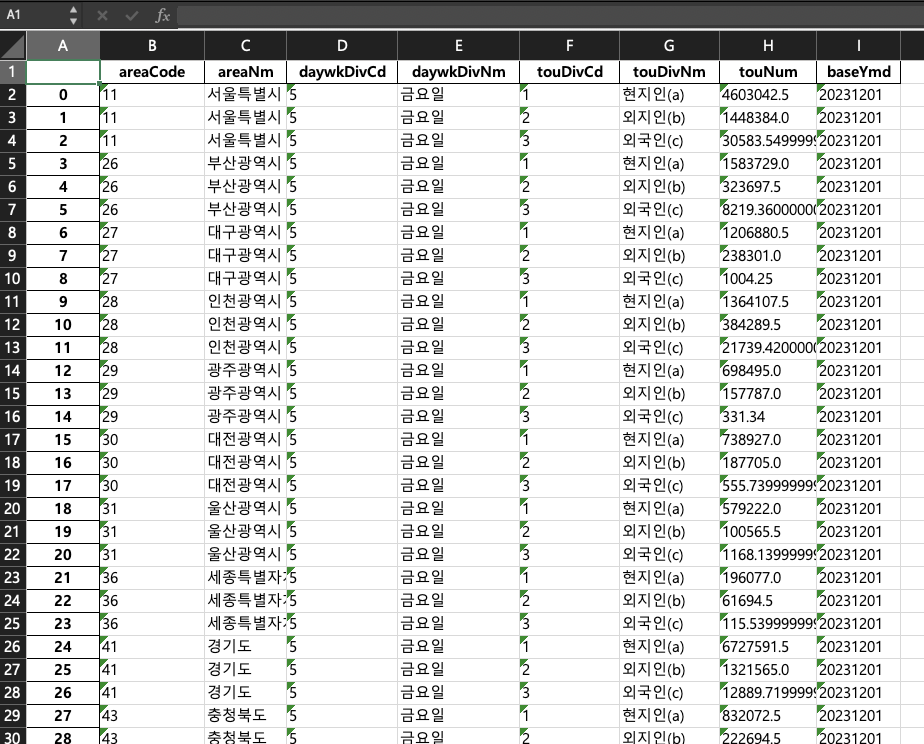 A1 fx
A B C D E F G H I
1 areaCode areaNm daywkDivCd daywkDivNm touDivCd touDivNm touNum baseYmd
2 0 11 서울특별시 5 금요일 1 현지인(a) 4603042.5 20231201
3 1 11 서울특별시 5 금요일 2 외지인(b) 1448384.0 20231201
4 2 11 서울특별시 5 금요일 3 외국인(c) 30583.5499999 20231201
5 3 26 부산광역시 5 금요일 1 현지인(a) 1583729.0 20231201
6 4 26 부산광역시 5 금요일 2 외지인(b) 323697.5 20231201
7 5 26 부산광역시 5 금요일 3 외국인(c) 8219.36000000 20231201
8 6 27 대구광역시 5 금요일 1 현지인(a) 1206880.5 20231201
9 7 27 대구광역시 5 금요일 2 외지인(b) 238301.0 20231201
10 8 27 대구광역시 5 금요일 3 외국인(c) 1004.25 20231201
11 9 28 인천광역시 5 금요일 1 현지인(a) 1364107.5 20231201
12 10 28 인천광역시 5 금요일 2 외지인(b) 384289.5 20231201
13 11 28 인천광역시 5 금요일 3 외국인(c) 21739.4200000 20231201
14 12 29 광주광역시 5 금요일 1 현지인(a) 698495.0 20231201
15 13 29 광주광역시 5 금요일 2 외지인(b) 157787.0 20231201
16 14 29 광주광역시 5 금요일 3 외국인(c) 331.34 20231201
17 15 30 대전광역시 5 금요일 1 현지인(a) 738927.0 20231201
18 16 30 대전광역시 5 금요일 2 외지인(b) 187705.0 20231201
19 17 30 대전광역시 5 금요일 3 외국인(c) 555.739999999 20231201
20 18 31 울산광역시 5 금요일 1 현지인(a) 579222.0 20231201
21 19 31 울산광역시 5 금요일 2 외지인(b) 100565.5 20231201
22 20 31 울산광역시 5 금요일 3 외국인(c) 1168.13999999 20231201
23 21 36 세종특별자 5 금요일 1 현지인(a) 196077.0 20231201
24 22 36 세종특별자 5 금요일 2 외지인(b) 61694.5 20231201
25 23 36 세종특별자 5 금요일 3 외국인(c) 115.539999999 20231201
26 24 41 경기도 5 금요일 1 현지인(a) 6727591.5 20231201
27 25 41 경기도 5 금요일 2 외지인(b) 1321565.0 20231201
28 26 41 경기도 5 금요일 3 외국인(c) 12889.7199999 20231201
29 27 43 충청북도 5 금요일 1 현지인(a) 832072.5 20231201
30 28 43 충청북도 5 금요일 2 외지인(b) 222694.5 20231201